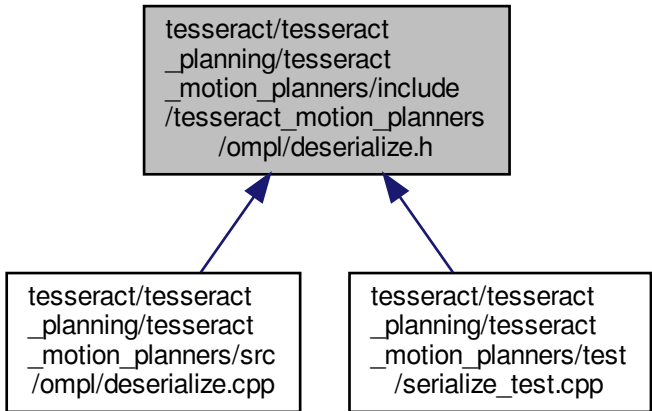 tesseract/tesseract
_planning/tesseract
_motion_planners/include
/tesseract_motion_planners
/ompl/deserialize.h
tesseract/tesseract
_planning/tesseract
_motion_planners/src
/ompl/deserialize.cpp
tesseract/tesseract
_planning/tesseract
_motion_planners/test
/serialize_test.cpp